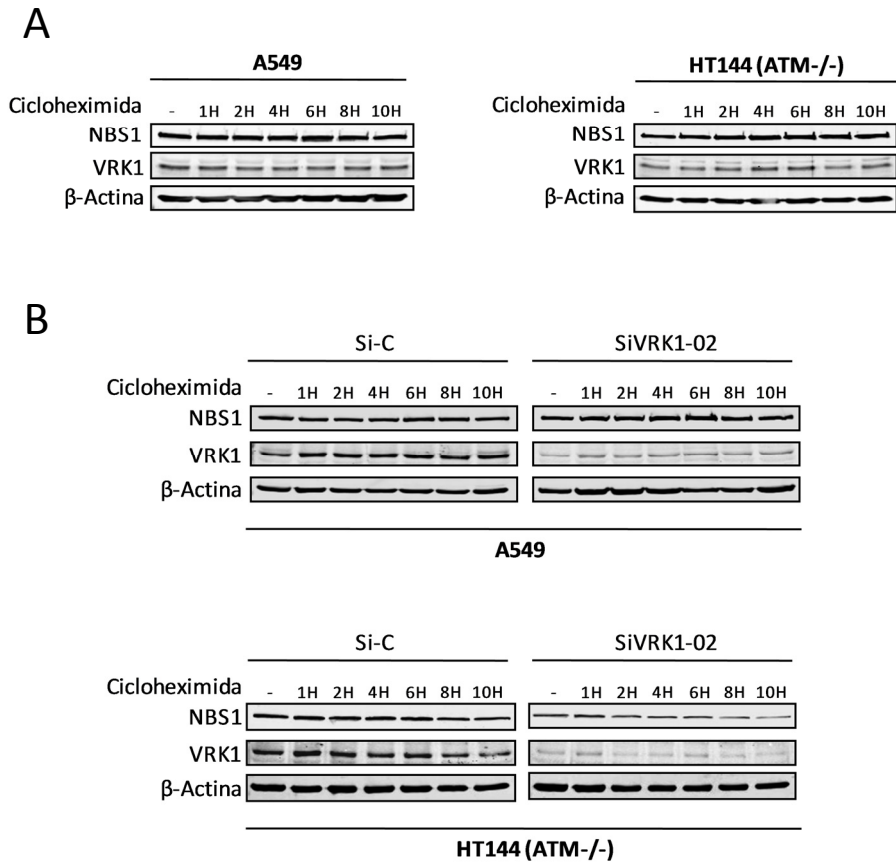 A
A549
HT144 (ATM-/-)
Cicloheximida - 1H 2H 4H 6H 8H 10H
Cicloheximida - 1H 2H 4H 6H 8H 10H
NBS1
NBS1
VRK1
VRK1
β-Actina
β-Actina
B
Si-C
SiVRK1-02
Cicloheximida - 1H 2H 4H 6H 8H 10H - 1H 2H 4H 6H 8H 10H
NBS1
VRK1
β-Actina
A549
Si-C
SiVRK1-02
Cicloheximida - 1H 2H 4H 6H 8H 10H - 1H 2H 4H 6H 8H 10H
NBS1
VRK1
β-Actina
HT144 (ATM-/-)